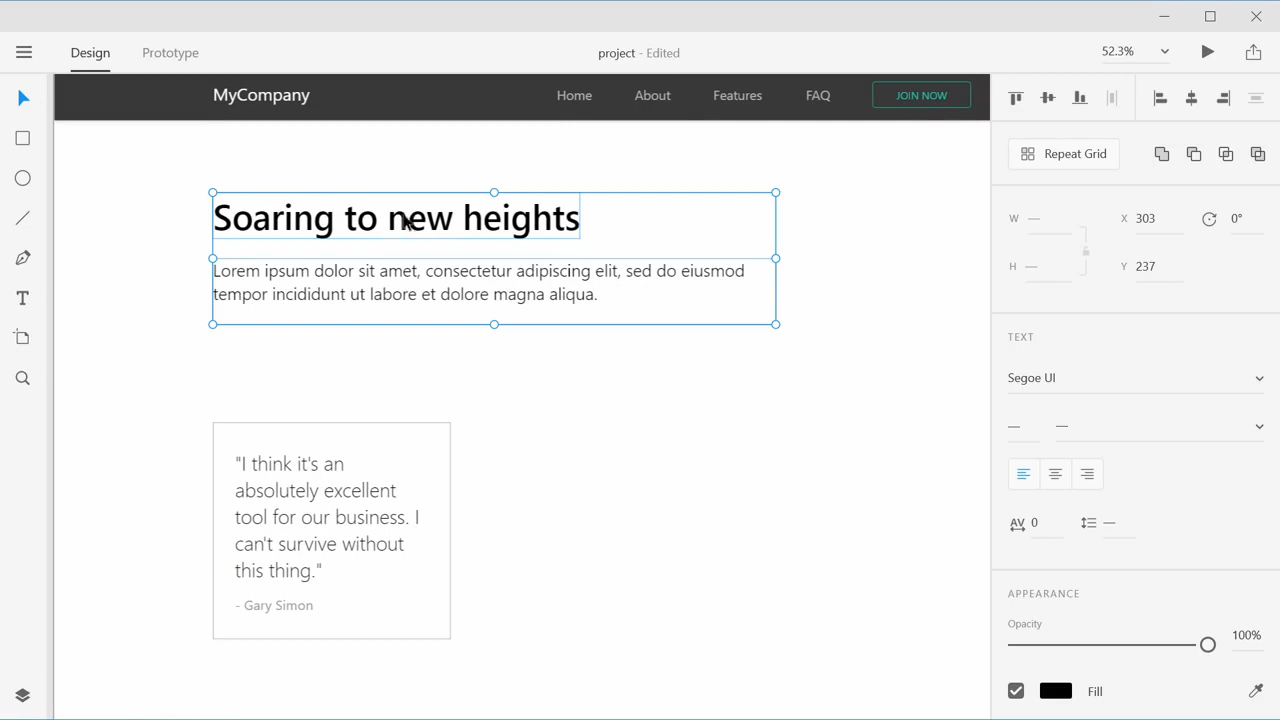 Design
Prototype
project - Edited
52.3%
MyCompany
Home
About
Features
FAQ
JOIN NOW
Soaring to new heights
Lorem ipsum dolor sit amet, consectetur adipiscing elit, sed do eiusmod
tempor incididunt ut labore et dolore magna aliqua.
"I think it's an
absolutely excellent
tool for our business. I
can't survive without
this thing."
- Gary Simon
Repeat Grid
W —
X 303
0°
H —
Y 237
TEXT
Segoe UI
— —
AV 0
—
APPEARANCE
Opacity
100%
Fill
T